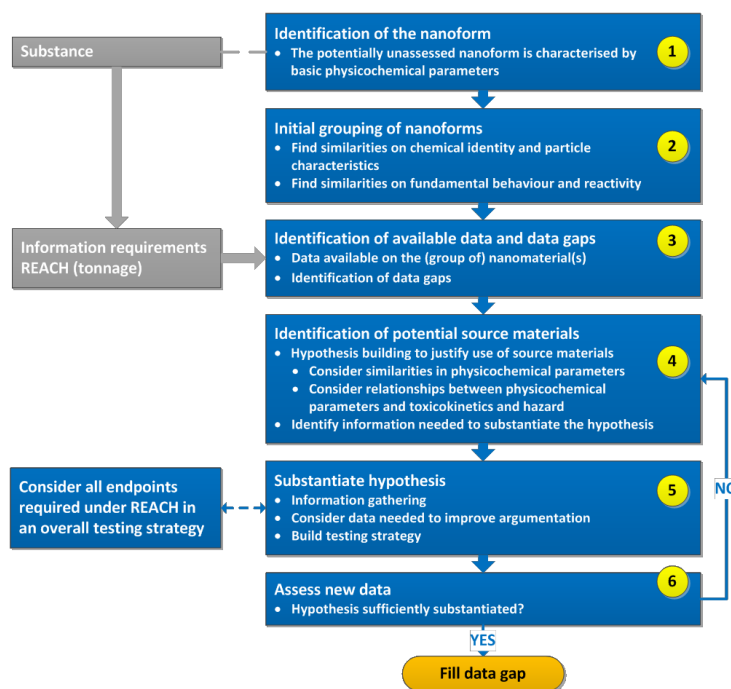 Identification of the nanoform
• The potentially unassessed nanoform is characterised by
basic physicochemical parameters
1
Substance
Initial grouping of nanoforms
• Find similarities on chemical identity and particle
characteristics
• Find similarities on fundamental behaviour and reactivity
2
Information requirements
REACH (tonnage)
Identification of available data and data gaps
• Data available on the (group of) nanomaterial(s)
• Identification of data gaps
3
Identification of potential source materials
• Hypothesis building to justify use of source materials
• Consider similarities in physicochemical parameters
• Consider relationships between physicochemical
parameters and toxicokinetics and hazard
• Identify information needed to substantiate the hypothesis
4
Consider all endpoints
required under REACH in
an overall testing strategy
Substantiate hypothesis
• Information gathering
• Consider data needed to improve argumentation
• Build testing strategy
5
NO
Assess new data
• Hypothesis sufficiently substantiated?
6
YES
Fill data gap